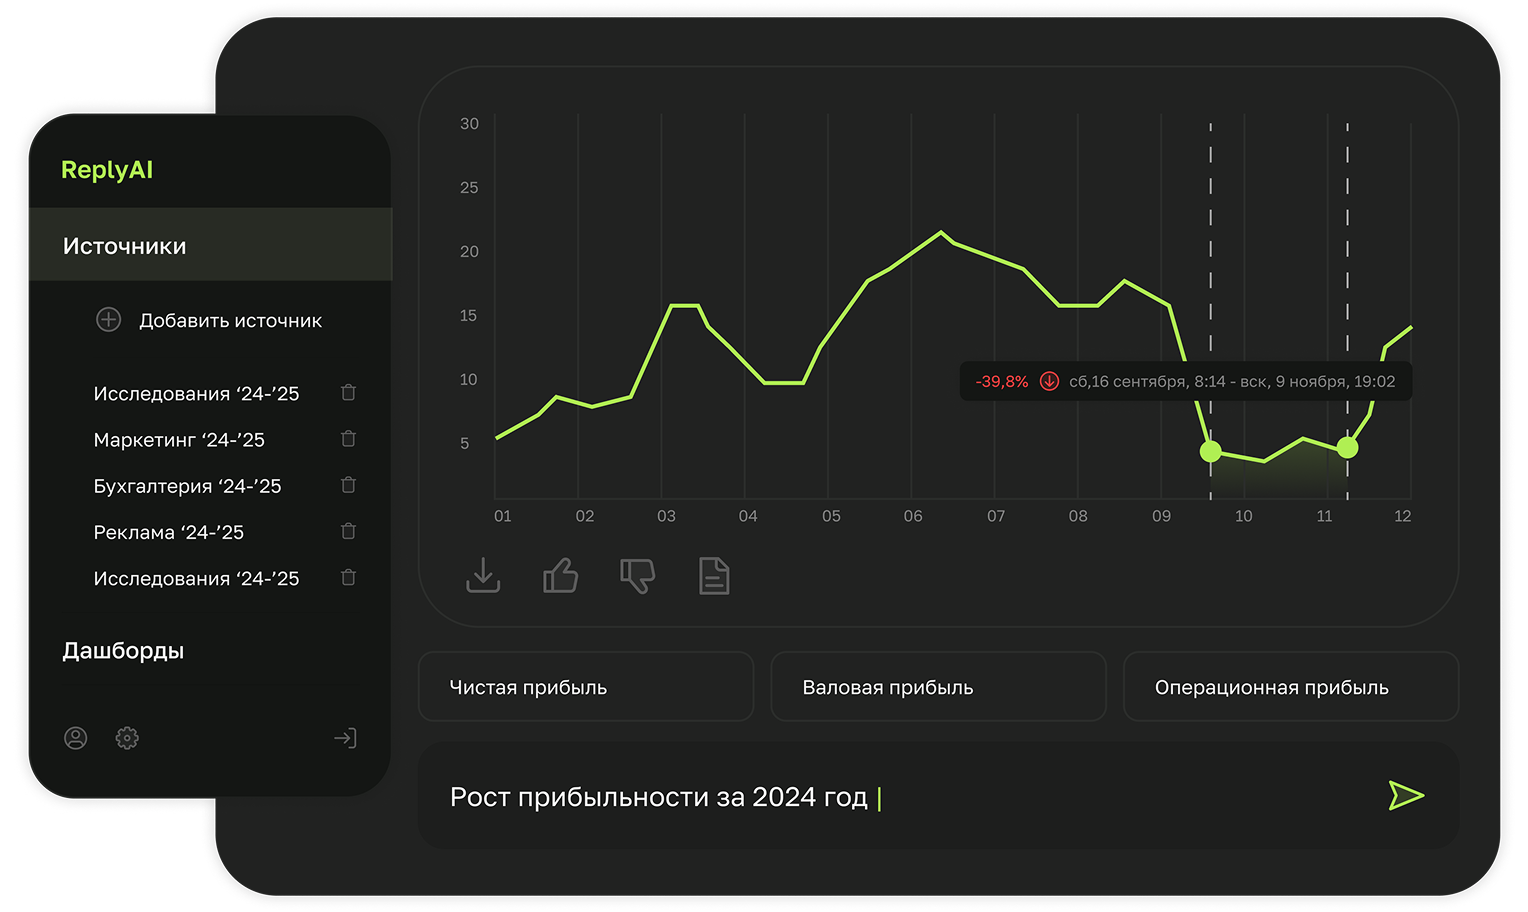 ReplyAI
Источники
Добавить источник
Исследования ‘24-’25
Маркетинг ‘24-’25
Бухгалтерия ‘24-’25
Реклама ‘24-’25
Исследования ‘24-’25
Дашборды
30
25
20
15
10
5
-39,8% сб,16 сентября, 8:14 - вск, 9 ноября, 19:02
01 02 03 04 05 06 07 08 09 10 11 12
Чистая прибыль
Валовая прибыль
Операционная прибыль
Рост прибыльности за 2024 год